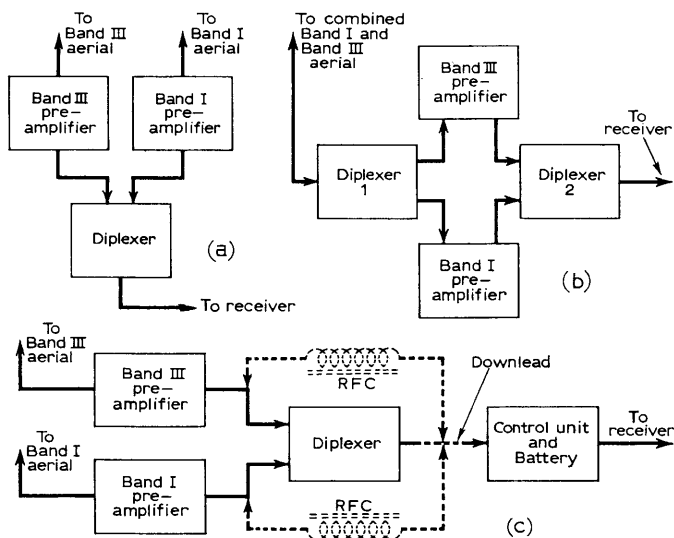 To
Band III
aerial
To
Band I
aerial
Band III
pre-
amplifier
Band I
pre-
amplifier
Diplexer
(a)
To receiver
To combined
Band I and
Band III
aerial
Band III
pre-
amplifier
Diplexer
1
Diplexer
2
To
receiver
Band I
pre-
amplifier
(b)
To
Band III
aerial
Band III
pre-
amplifier
RFC
Downlead
Diplexer
Control unit
and
Battery
To
receiver
To
Band I
aerial
Band I
pre-
amplifier
RFC
(c)